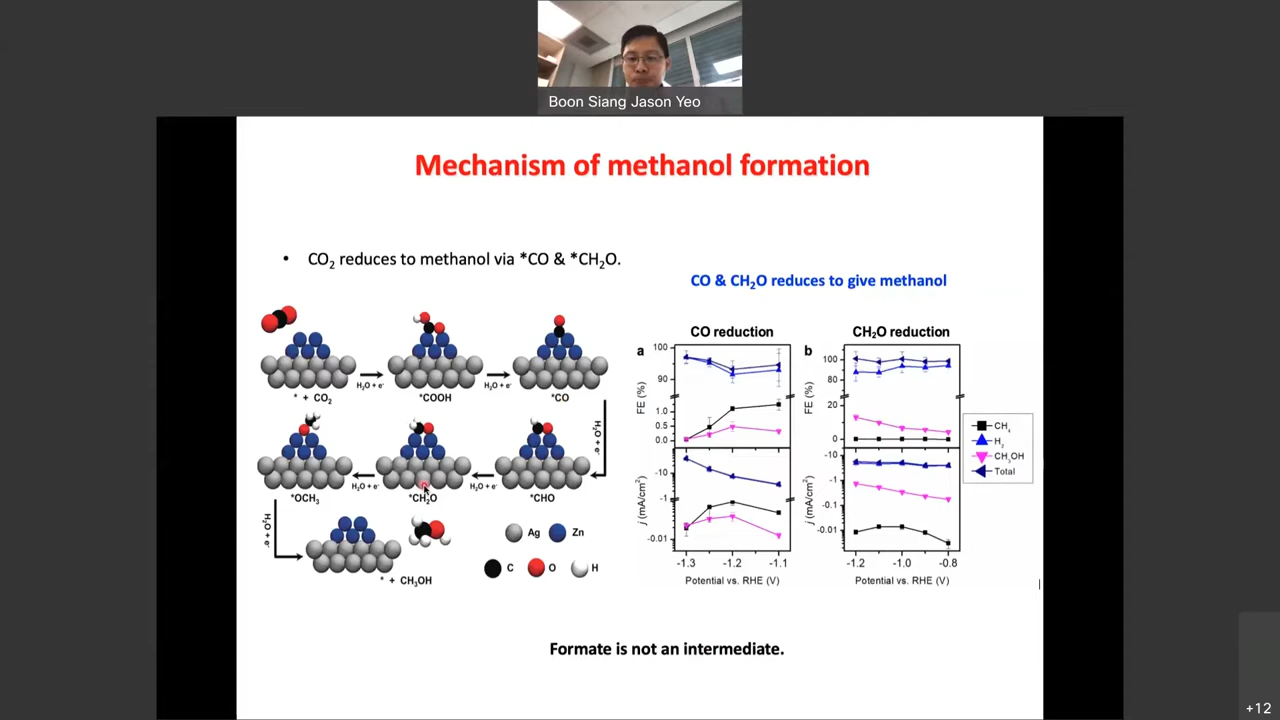 Boon Siang Jason Yeo
Mechanism of methanol formation
• CO₂ reduces to methanol via *CO & *CH₂O.
CO & CH₂O reduces to give methanol
* + CO₂
H₂O + e⁻
*COOH
H₂O + e⁻
*CO
H₂O + e⁻
*OCH₃
H₂O + e⁻
*CH₂O
H₂O + e⁻
*CHO
H₂O + e⁻
* + CH₃OH
Ag
Zn
C
O
H
CO reduction
a
FE (%)
100
90
1.0
0.5
0.0
j (mA/cm²)
-10
-1
-0.01
-1.3 -1.2 -1.1
Potential vs. RHE (V)
CH₂O reduction
b
FE (%)
100
80
20
0
j (mA/cm²)
-10
-1
-0.1
-0.01
-1.2 -1.0 -0.8
Potential vs. RHE (V)
CH₄
H₂
CH₃OH
Total
Formate is not an intermediate.
+12